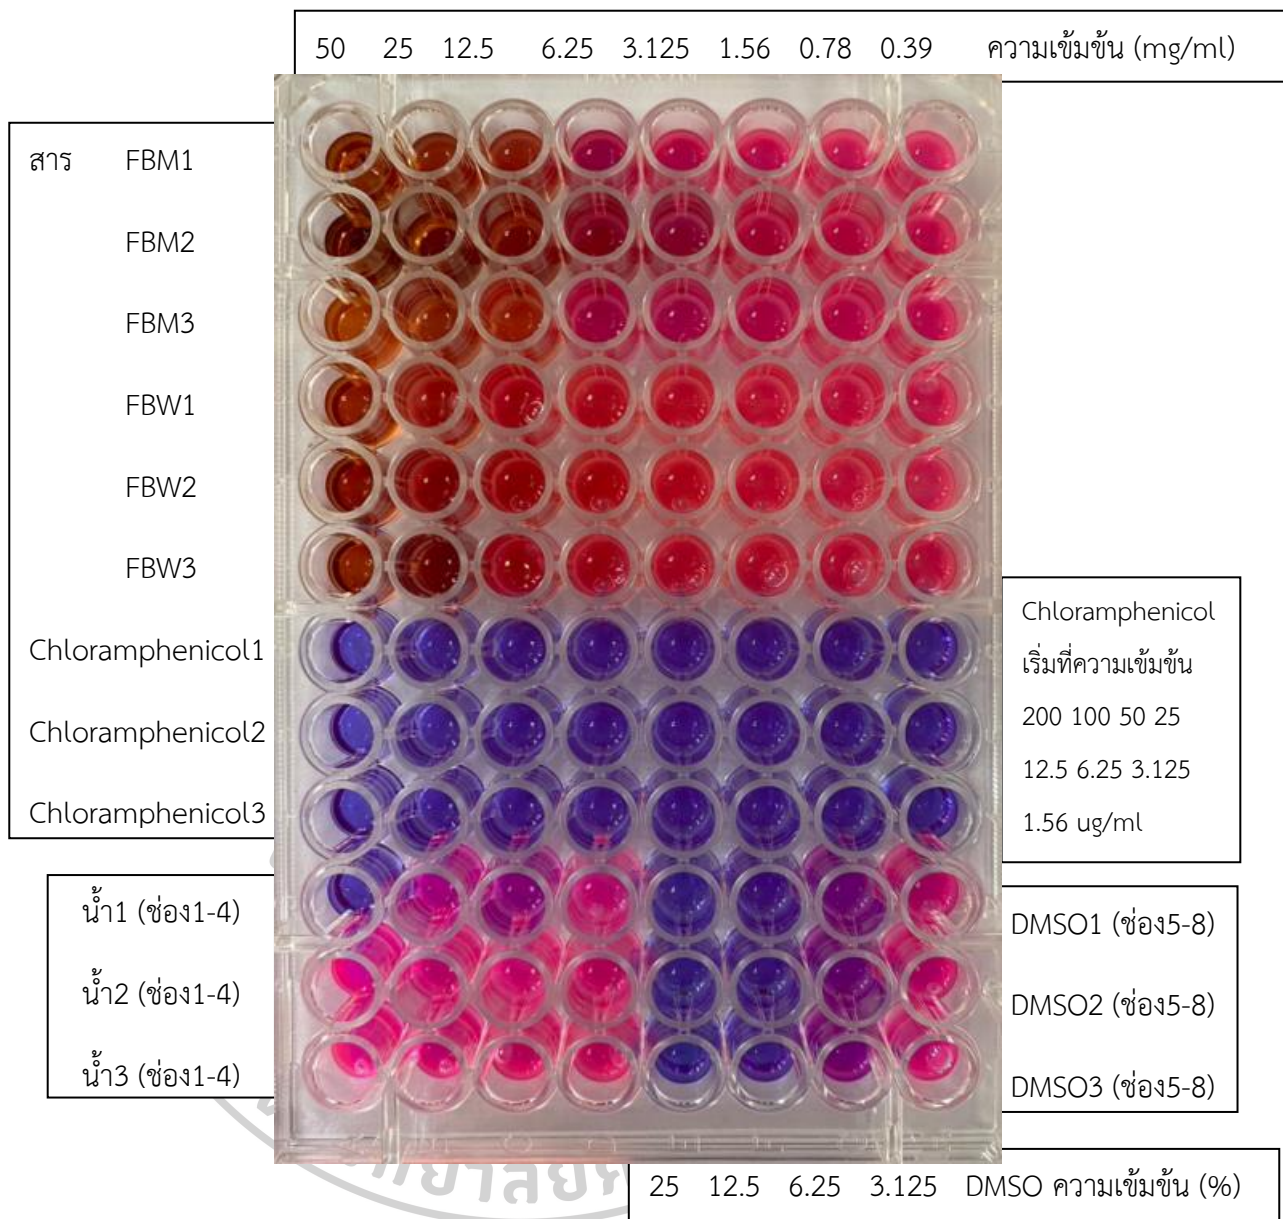 50 25 12.5 6.25 3.125 1.56 0.78 0.39 ความเข้มข้น (mg/ml)
สาร FBM1
FBM2
FBM3
FBW1
FBW2
FBW3
Chloramphenicol1
Chloramphenicol2
Chloramphenicol3
Chloramphenicol
เริ่มที่ความเข้มข้น
200 100 50 25
12.5 6.25 3.125
1.56 ug/ml
น้ำ1 (ช่อง1-4)
น้ำ2 (ช่อง1-4)
น้ำ3 (ช่อง1-4)
DMSO1 (ช่อง5-8)
DMSO2 (ช่อง5-8)
DMSO3 (ช่อง5-8)
25 12.5 6.25 3.125 DMSO ความเข้มข้น (%)